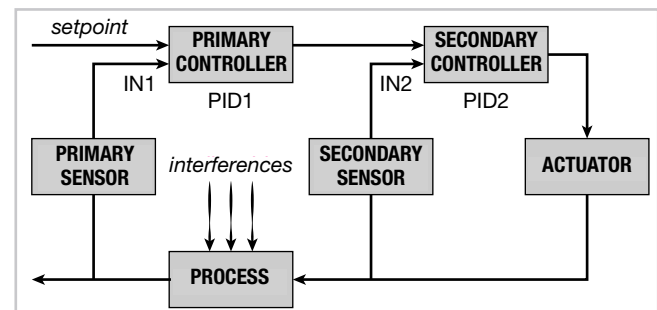 setpoint
PRIMARY
CONTROLLER
SECONDARY
CONTROLLER
IN1
PID1
IN2
PID2
PRIMARY
SENSOR
interferences
SECONDARY
SENSOR
ACTUATOR
PROCESS